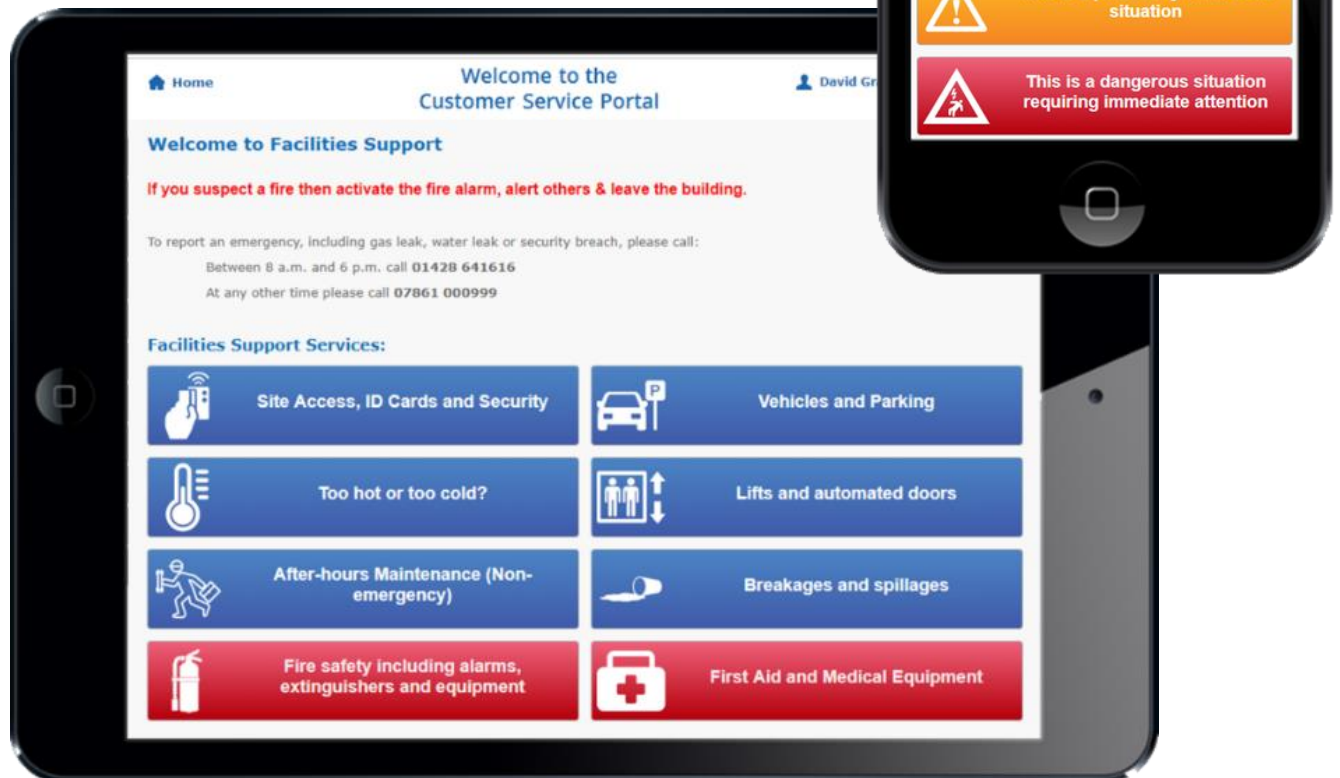 situation
This is a dangerous situation
requiring immediate attention
Home
Welcome to the
Customer Service Portal
David
Welcome to Facilities Support
If you suspect a fire then activate the fire alarm, alert others & leave the building.
To report an emergency, including gas leak, water leak or security breach, please call:
Between 8 a.m. and 6 p.m. call 01428 641616
At any other time please call 07861 000999
Facilities Support Services:
Site Access, ID Cards and Security
P
Vehicles and Parking
Too hot or too cold?
Lifts and automated doors
After-hours Maintenance (Non-
emergency)
Breakages and spillages
Fire safety including alarms,
extinguishers and equipment
First Aid and Medical Equipment